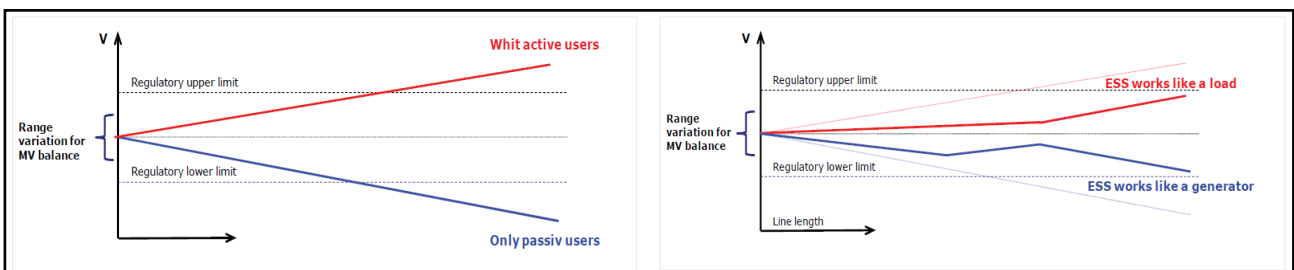 V
Whit active users
Regulatory upper limit
Range
variation for
MV balance
Regulatory lower limit
Only passiv users
V
Regulatory upper limit
ESS works like a load
Range
variation for
MV balance
Regulatory lower limit
ESS works like a generator
Line length